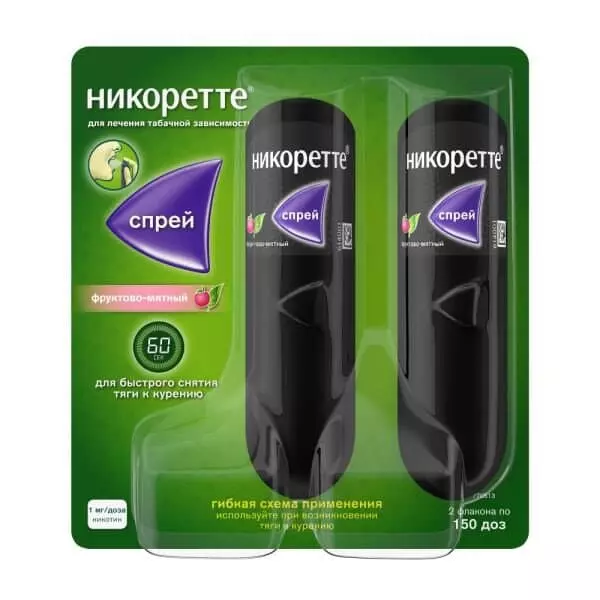 никоретте®
для лечения табачной зависимости
спрей
фруктово-мятный
60
сек
для быстрого снятия
тяги к курению
1 мг/доза
никотин
никоретте®
спрей
фруктово-мятный
никоретте®
спрей
фруктово-мятный
гибкая схема применения
используйте при возникновении
тяги к курению
2 флакона по
150 доз